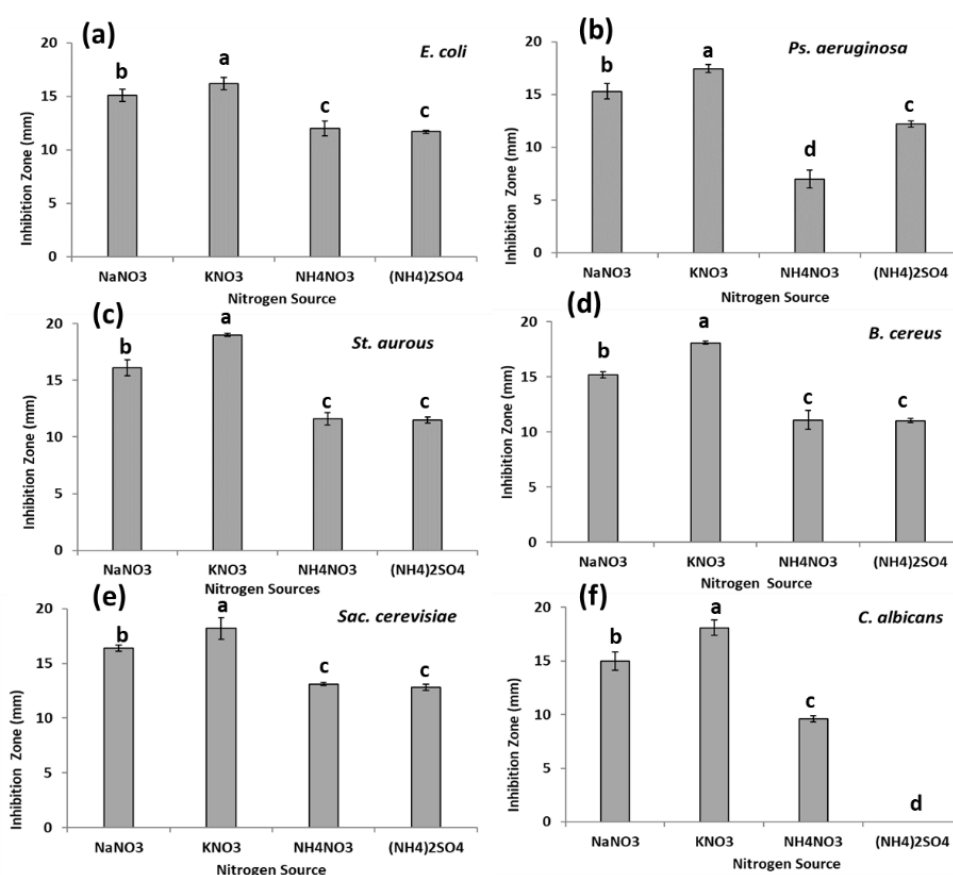 (a)
E. coli
Inhibition Zone (mm)
20
15
10
5
0
b
a
c
c
NaNO3 KNO3 NH4NO3 (NH4)2SO4
Nitrogen Source
(b)
Ps. aeruginosa
Inhibition Zone (mm)
20
15
10
5
0
b
a
d
c
NaNO3 KNO3 NH4NO3 (NH4)2SO4
Nitrogen Source
(c)
St. aurous
Inhibition Zone (mm)
20
15
10
5
0
b
a
c
c
NaNO3 KNO3 NH4NO3 (NH4)2SO4
Nitrogen Sources
(d)
B. cereus
Inhibition Zone (mm)
20
15
10
5
0
b
a
c
c
NaNO3 KNO3 NH4NO3 (NH4)2SO4
Nitrogen Source
(e)
Sac. cerevisiae
Inhibition Zone (mm)
20
15
10
5
0
b
a
c
c
NaNO3 KNO3 NH4NO3 (NH4)2SO4
Nitrogen Source
(f)
C. albicans
Inhibition Zone (mm)
20
15
10
5
0
b
a
c
d
NaNO3 KNO3 NH4NO3 (NH4)2SO4
Nitrogen Source